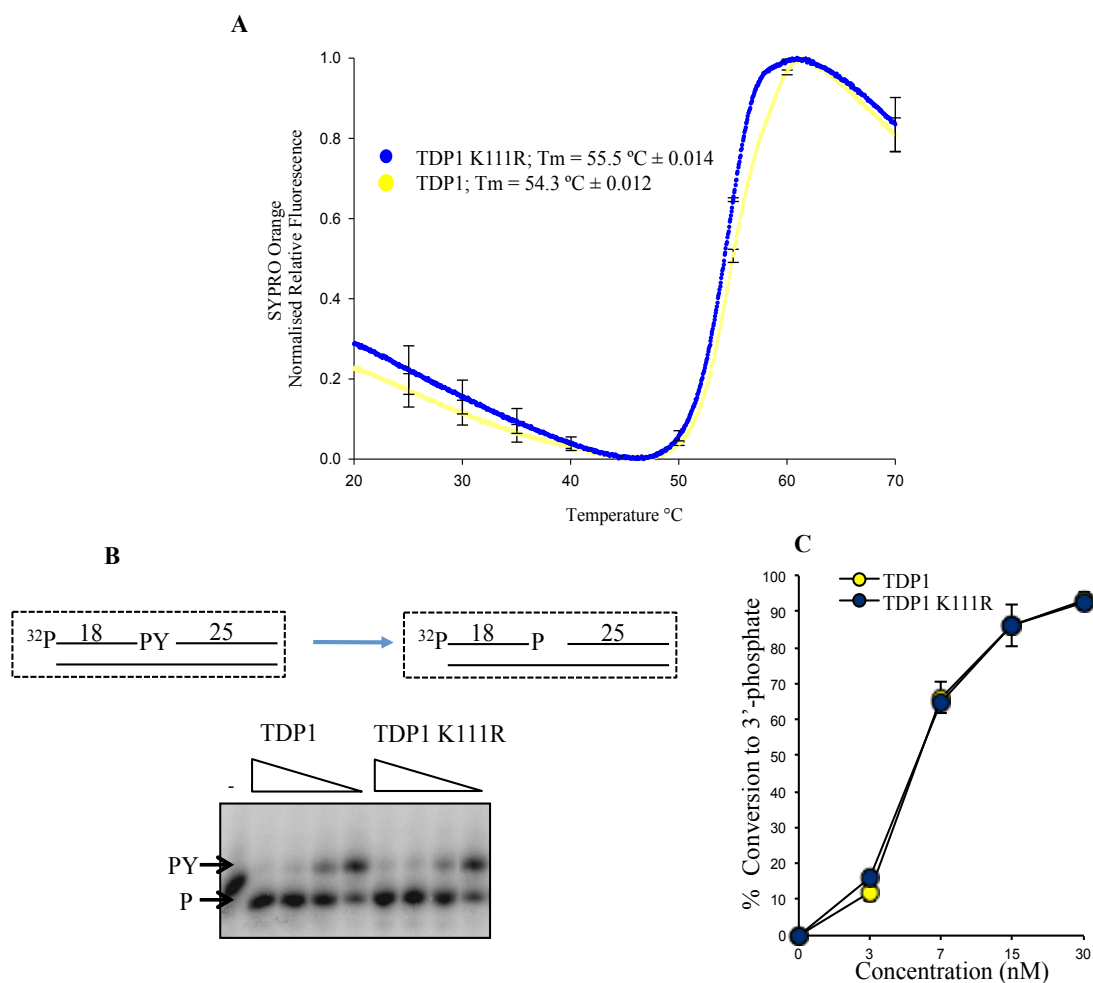 A
SYPRO Orange
Normalised Relative Fluorescence
1.0
0.8
0.6
0.4
0.2
0.0
TDP1 K111R; Tm = 55.5 ºC ± 0.014
TDP1; Tm = 54.3 ºC ± 0.012
20 30 40 50 60 70
Temperature °C
B
32P 18 PY 25
32P 18 P 25
TDP1 TDP1 K111R
-
PY
P
C
TDP1
TDP1 K111R
% Conversion to 3’-phosphate
100
90
80
70
60
50
40
30
20
10
0
0 3 7 15 30
Concentration (nM)